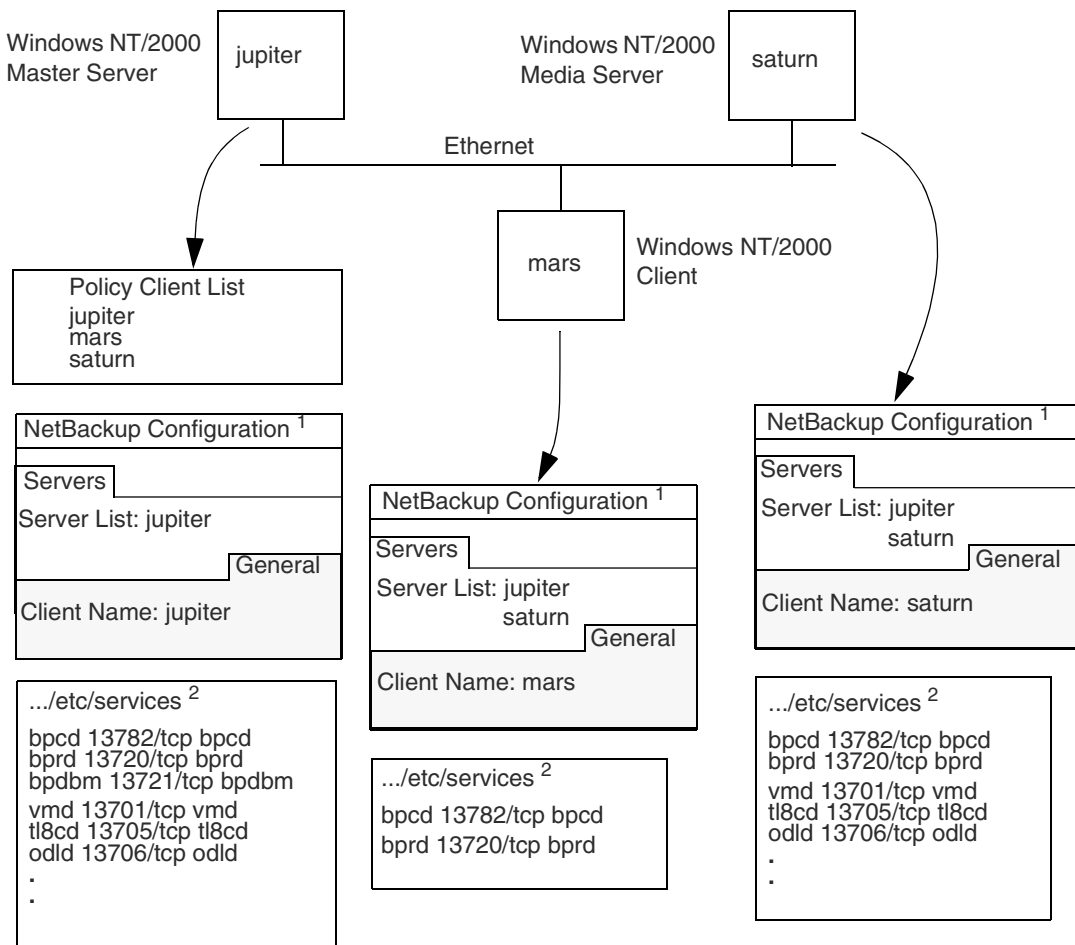 Windows NT/2000
Master Server
jupiter
Windows NT/2000
Media Server
saturn
Ethernet
mars
Windows NT/2000
Client
Policy Client List
jupiter
mars
saturn
NetBackup Configuration 1
Servers
Server List: jupiter
General
Client Name: jupiter
.../etc/services 2
bpcd 13782/tcp bpcd
bprd 13720/tcp bprd
bpdbm 13721/tcp bpdbm
vmd 13701/tcp vmd
tl8cd 13705/tcp tl8cd
odld 13706/tcp odld
.
.
NetBackup Configuration 1
Servers
Server List: jupiter
saturn
General
Client Name: mars
.../etc/services 2
bpcd 13782/tcp bpcd
bprd 13720/tcp bprd
NetBackup Configuration 1
Servers
Server List: jupiter
saturn
General
Client Name: saturn
.../etc/services 2
bpcd 13782/tcp bpcd
bprd 13720/tcp bprd
vmd 13701/tcp vmd
tl8cd 13705/tcp tl8cd
odld 13706/tcp odld
.
.